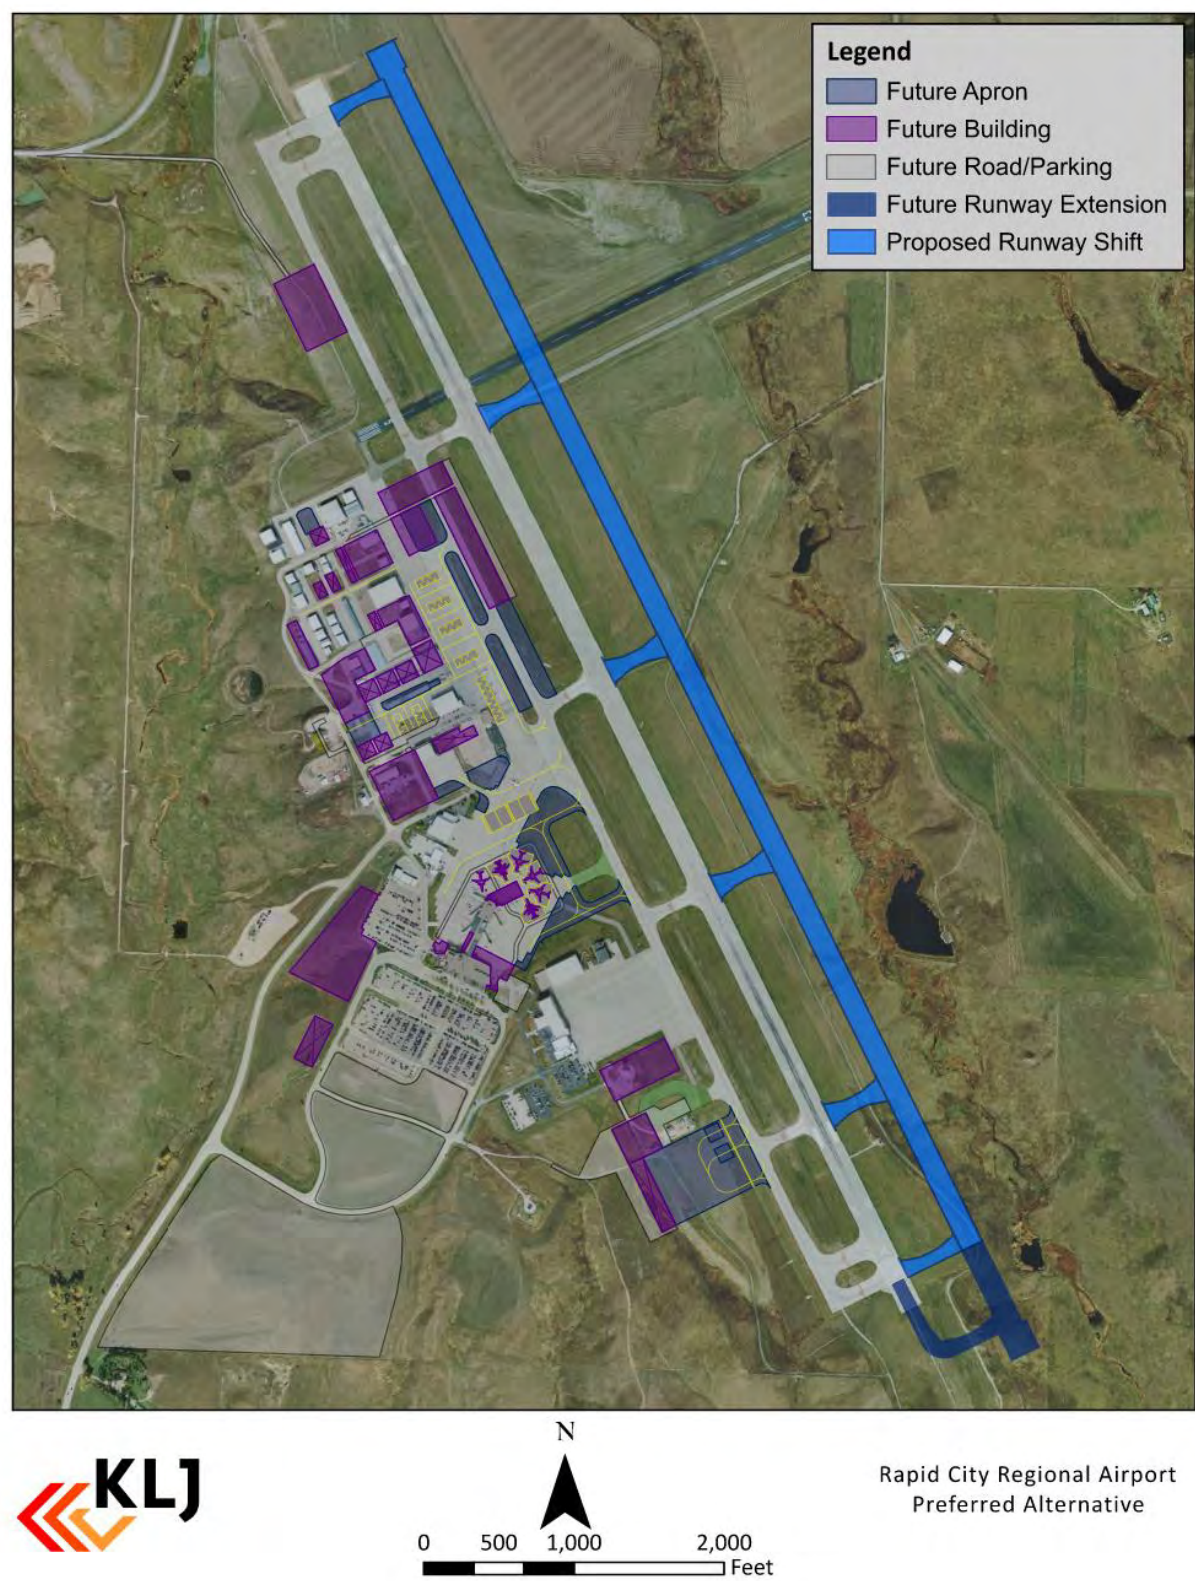 Legend
Future Apron
Future Building
Future Road/Parking
Future Runway Extension
Proposed Runway Shift
N
KLJ
0 500 1,000 2,000
Feet
Rapid City Regional Airport
Preferred Alternative